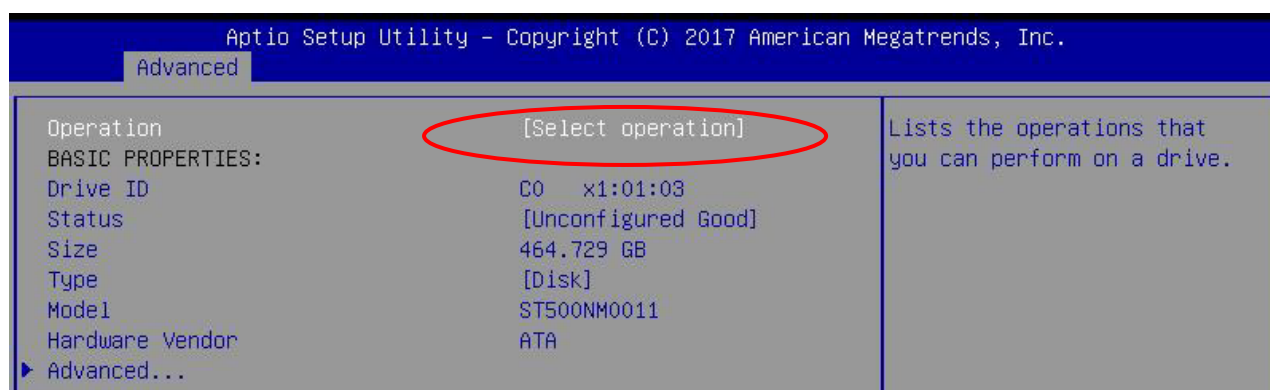 Aptio Setup Utility – Copyright (C) 2017 American Megatrends, Inc.
Advanced
Operation [Select operation]
BASIC PROPERTIES:
Drive ID C0 x1:01:03
Status [Unconfigured Good]
Size 464.729 GB
Type [Disk]
Model ST500NM0011
Hardware Vendor ATA
Advanced...
Lists the operations that
you can perform on a drive.